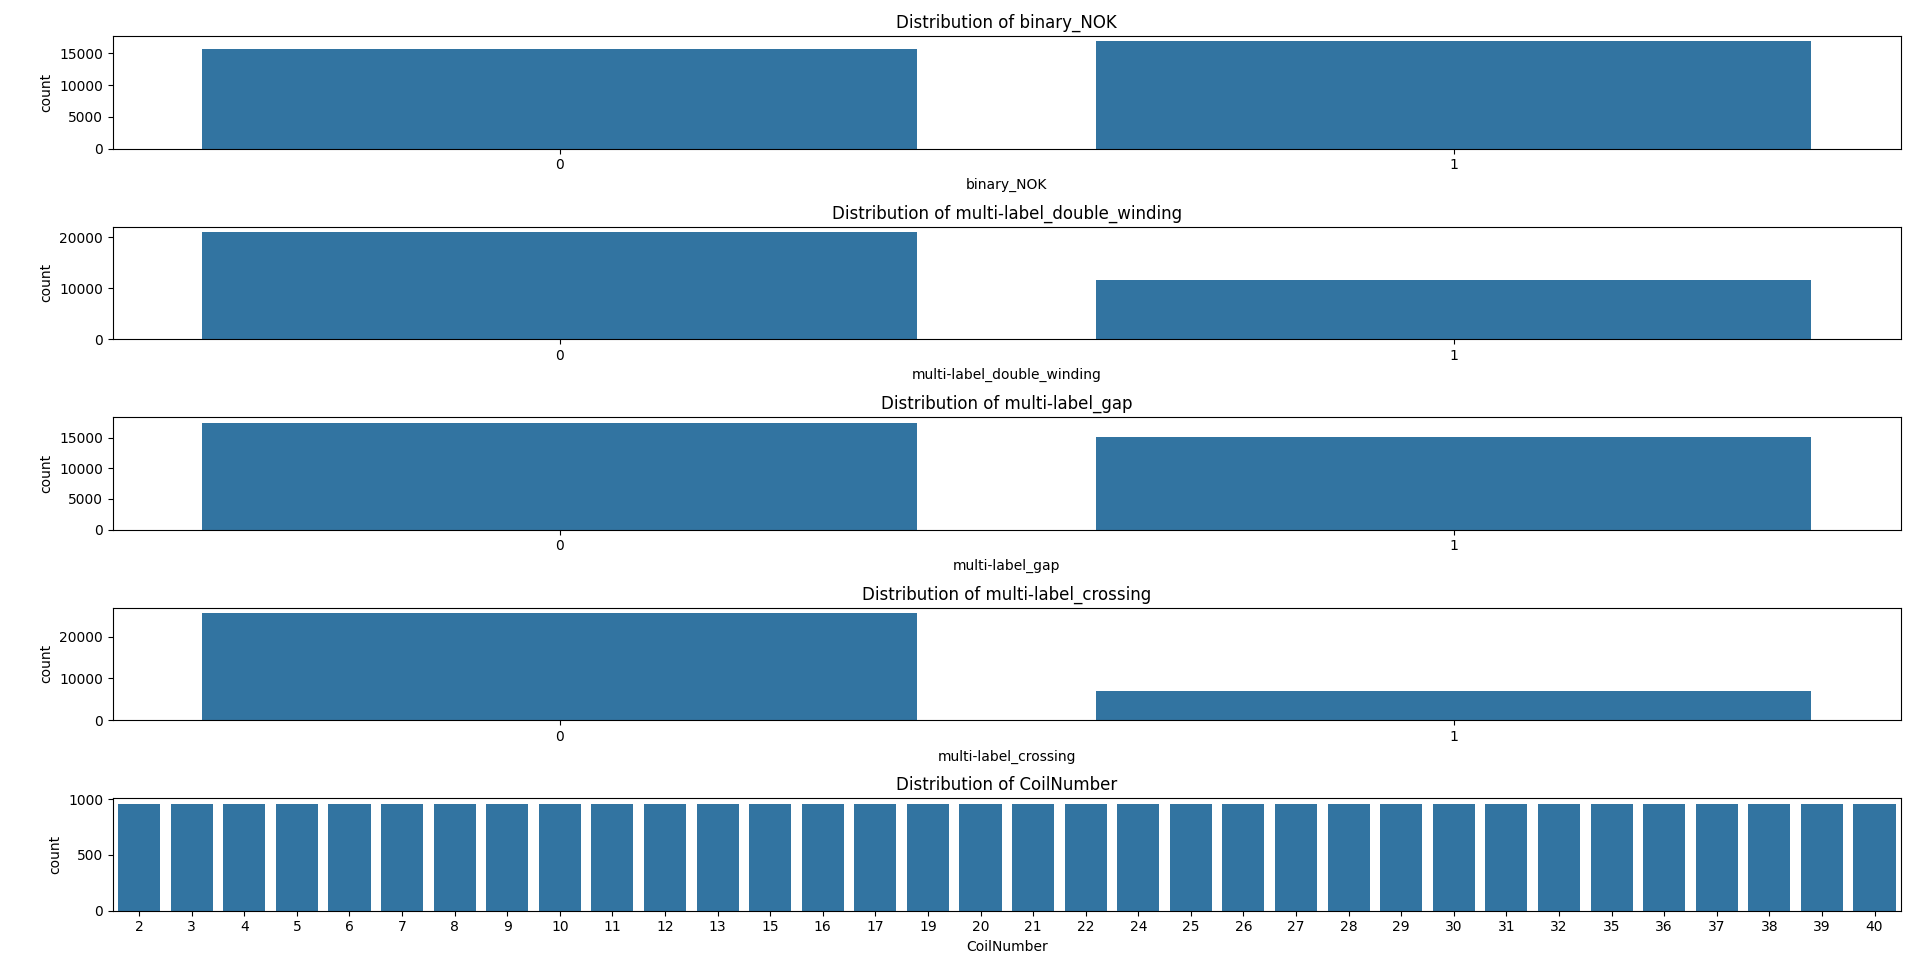 Distribution of binary_NOK
15000
10000
5000
0
count
0 1
binary_NOK
Distribution of multi-label_double_winding
20000
10000
0
count
0 1
multi-label_double_winding
Distribution of multi-label_gap
15000
10000
5000
0
count
0 1
multi-label_gap
Distribution of multi-label_crossing
20000
10000
0
count
0 1
multi-label_crossing
Distribution of CoilNumber
1000
500
0
count
2 3 4 5 6 7 8 9 10 11 12 13 15 16 17 19 20 21 22 24 25 26 27 28 29 30 31 32 35 36 37 38 39 40
CoilNumber